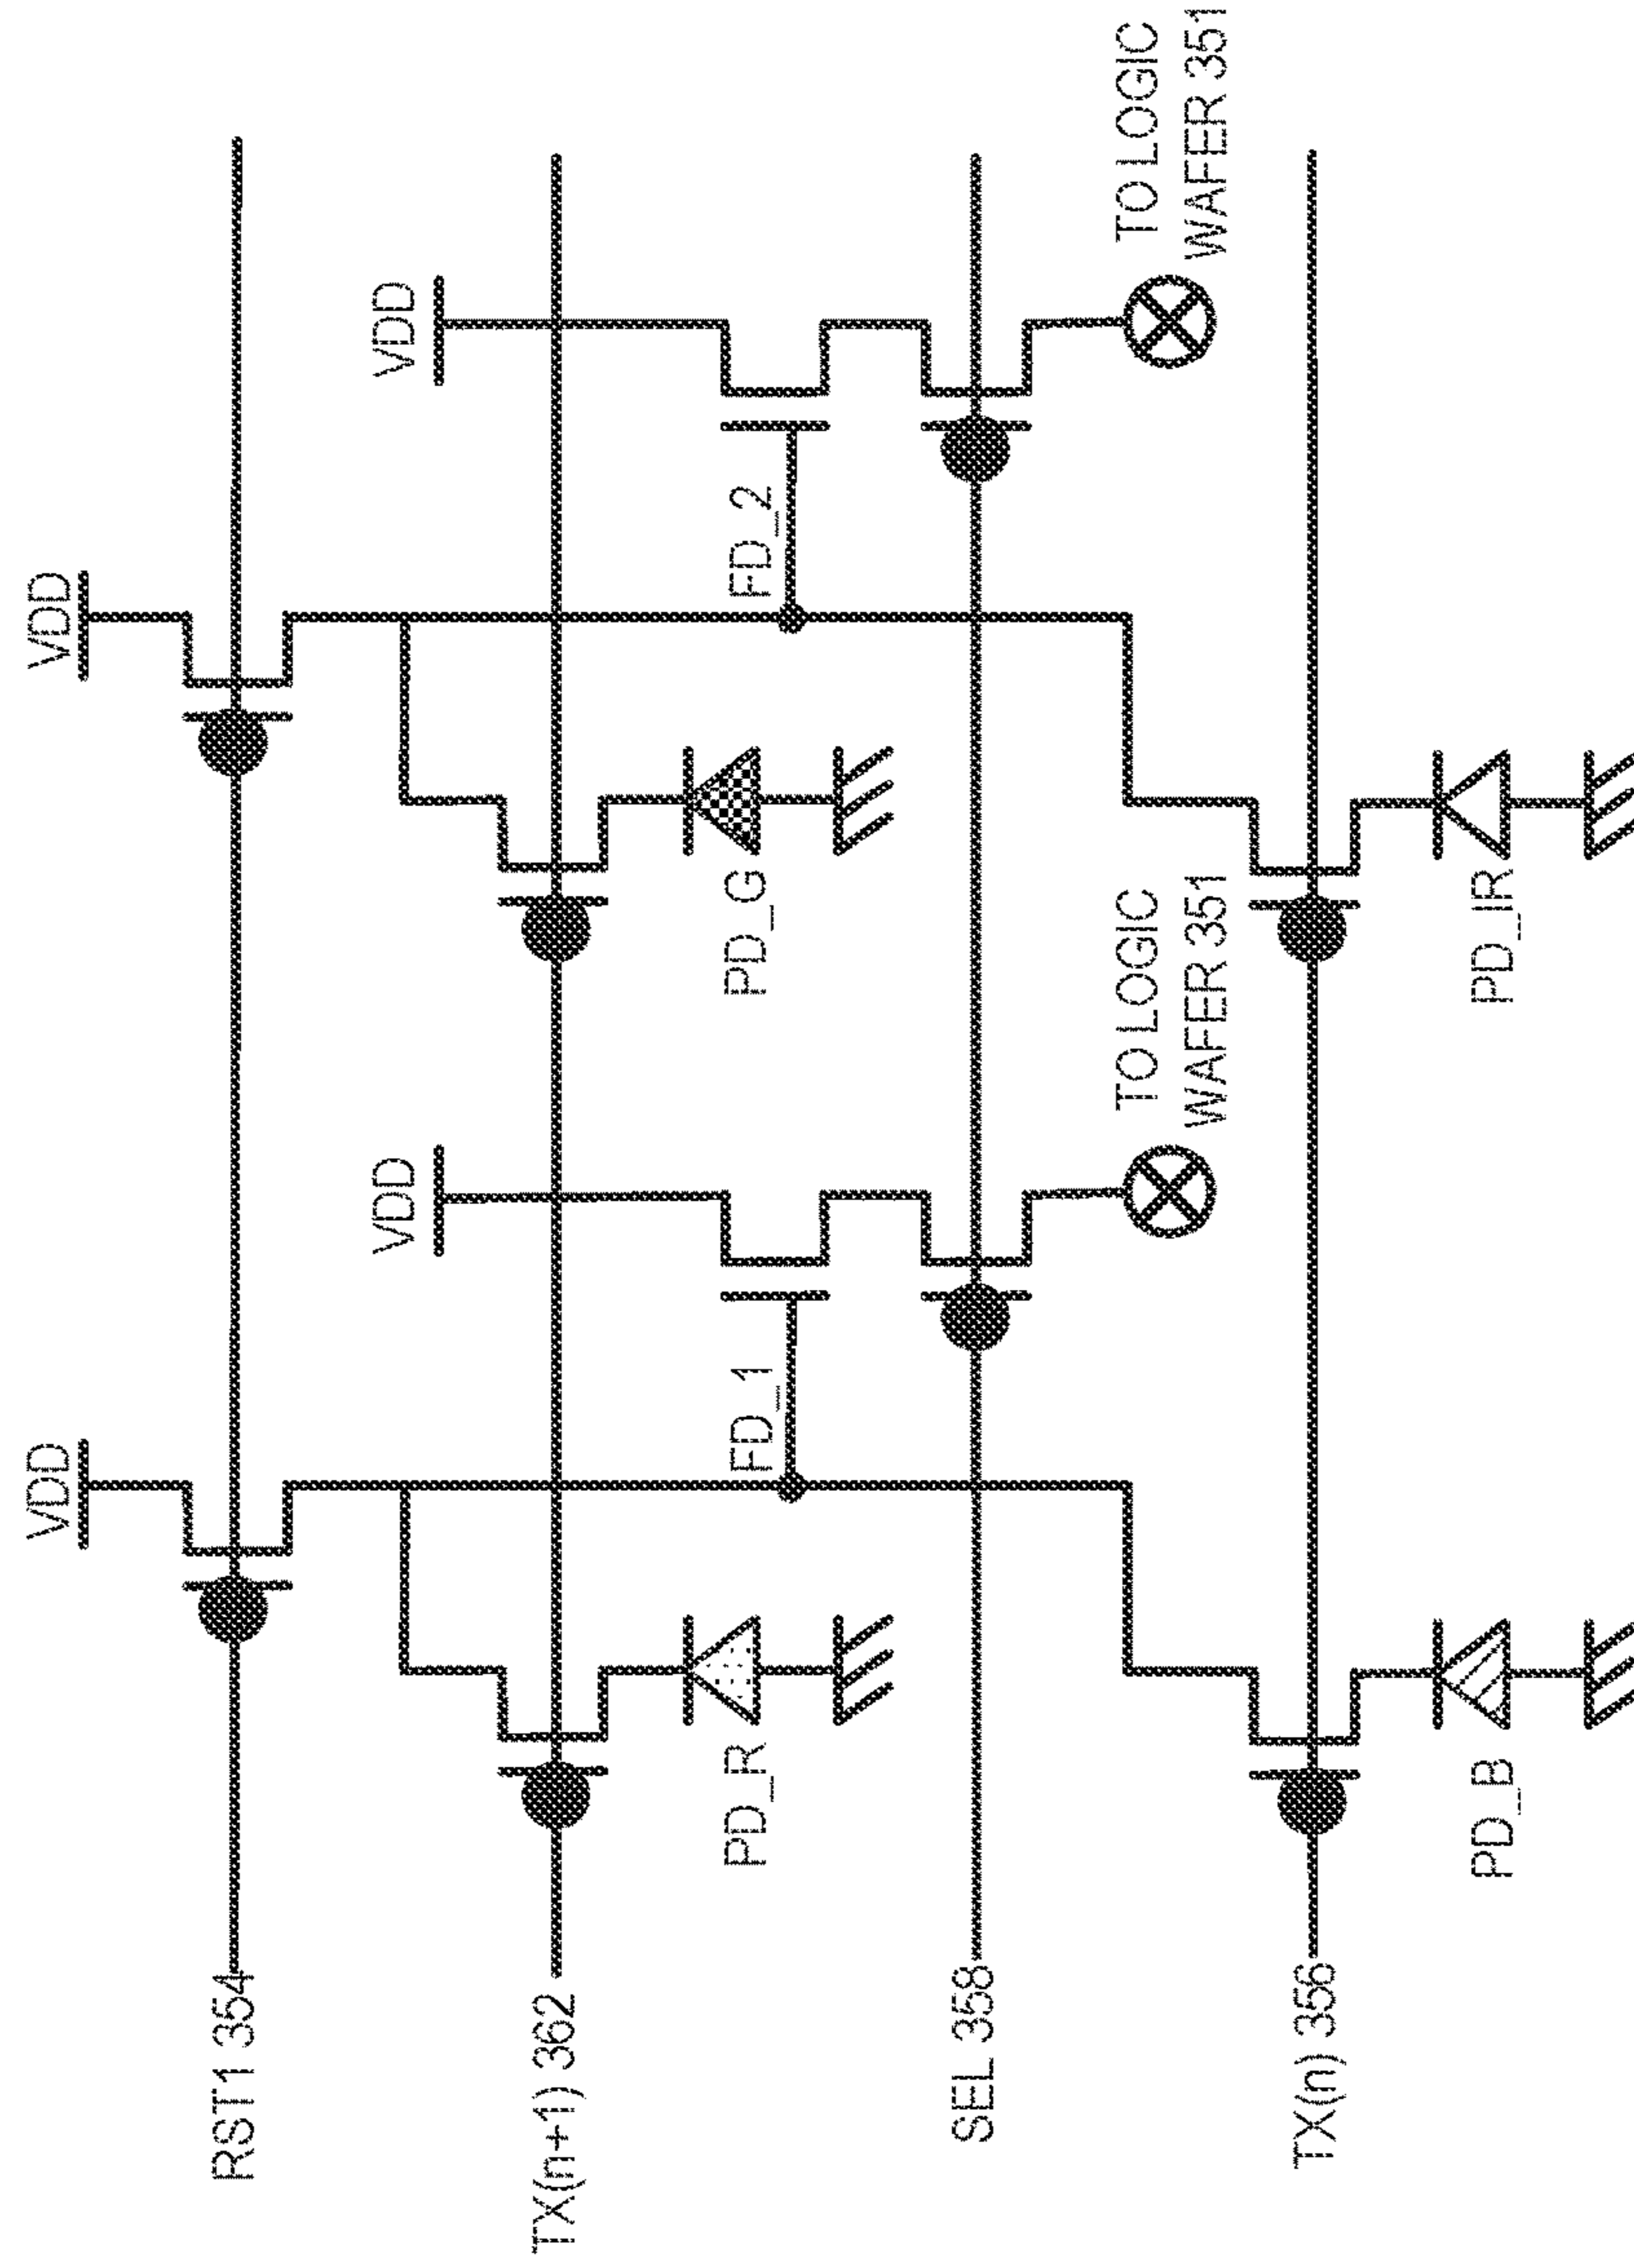 VDD
VDD
RST1 354
VDD
VDD
TX(n+1) 362
PD_R
FD_1
PD_G
FD_2
SEL 358
TO LOGIC
WAFER 351
TO LOGIC
WAFER 351
TX(n) 356
PD_B
PD_IR